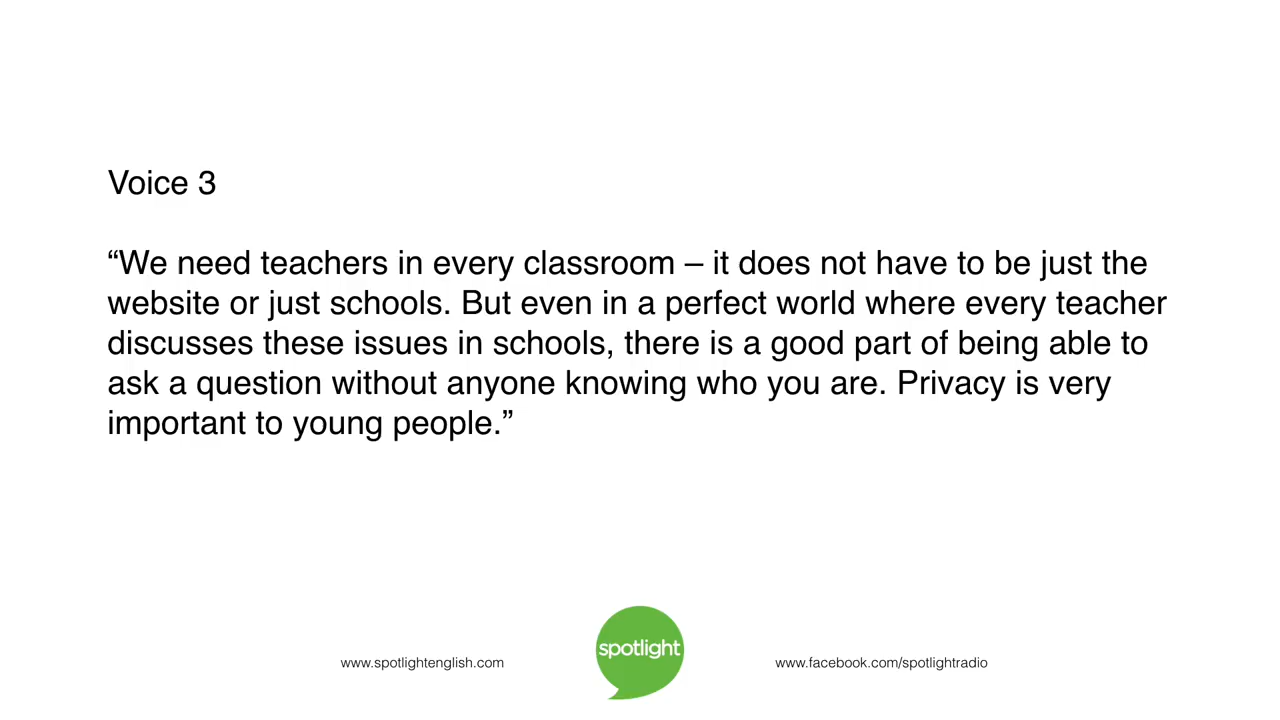 Voice 3
“We need teachers in every classroom – it does not have to be just the
website or just schools. But even in a perfect world where every teacher
discusses these issues in schools, there is a good part of being able to
ask a question without anyone knowing who you are. Privacy is very
important to young people.”
www.spotlightenglish.com
spotlight
www.facebook.com/spotlightradio